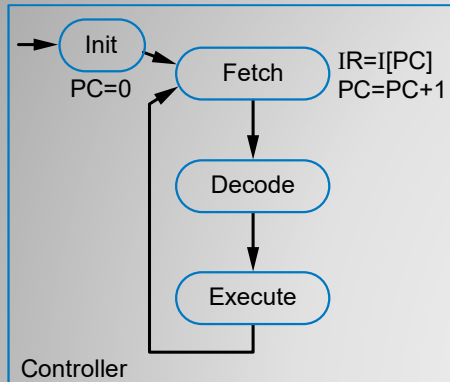 Init
PC=0
Fetch
IR=I[PC]
PC=PC+1
Decode
Execute
Controller